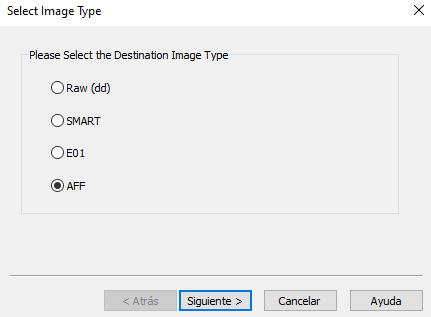 Select Image Type
Please Select the Destination Image Type
Raw (dd)
SMART
E01
AFF
< Atrás
Siguiente >
Cancelar
Ayuda